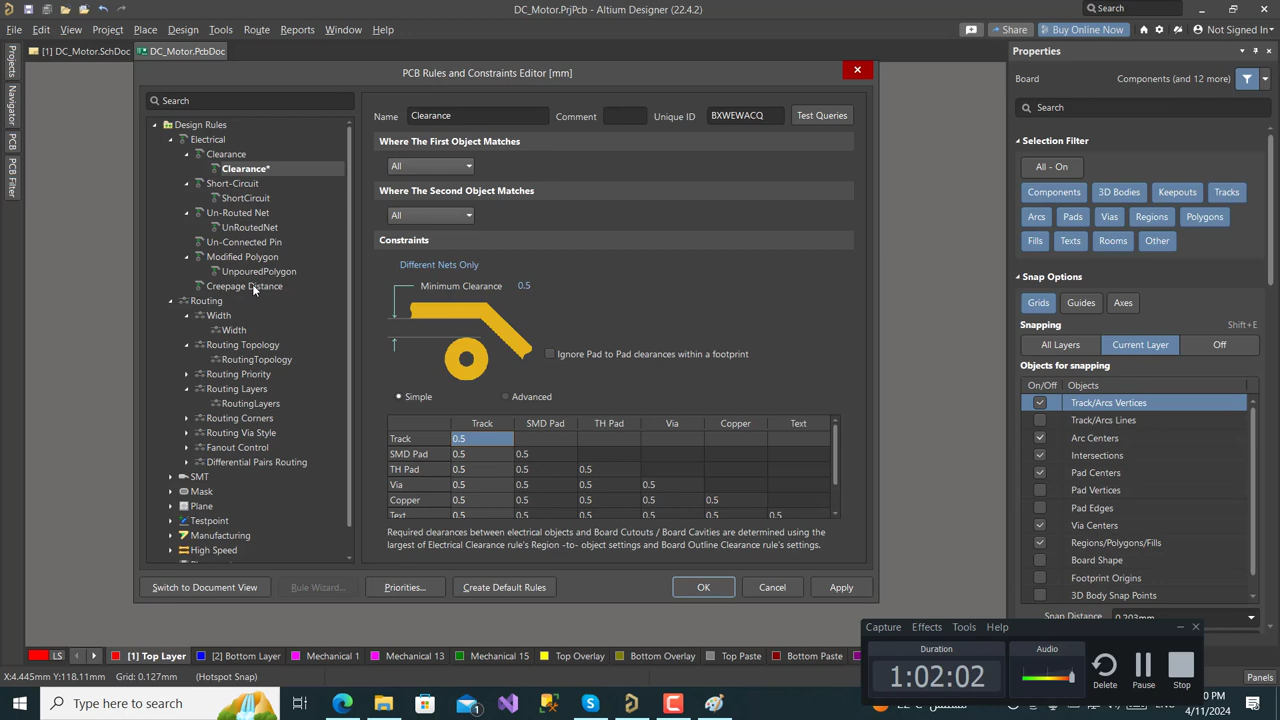 DC_Motor.PrjPcb - Altium Designer (22.4.2)
Search
File Edit View Project Place Design Tools Route Reports Window Help
Share Buy Online Now Not Signed In
[1] DC_Motor.SchDoc DC_Motor.PcbDoc
Projects
Navigator
PCB
PCB Filter
PCB Rules and Constraints Editor [mm]
Search
Design Rules
Electrical
Clearance
Clearance*
Short-Circuit
ShortCircuit
Un-Routed Net
UnRoutedNet
Un-Connected Pin
Modified Polygon
UnpouredPolygon
Creepage Distance
Routing
Width
Width
Routing Topology
RoutingTopology
Routing Priority
Routing Layers
RoutingLayers
Routing Corners
Routing Via Style
Fanout Control
Differential Pairs Routing
SMT
Mask
Plane
Testpoint
Manufacturing
High Speed
Name Clearance Comment Unique ID BXWEWACQ Test Queries
Where The First Object Matches
All
Where The Second Object Matches
All
Constraints
Different Nets Only
Minimum Clearance 0.5
Ignore Pad to Pad clearances within a footprint
Simple Advanced
Track SMD Pad TH Pad Via Copper Text
Track 0.5
SMD Pad 0.5 0.5
TH Pad 0.5 0.5 0.5
Via 0.5 0.5 0.5 0.5
Copper 0.5 0.5 0.5 0.5 0.5
Text 0.5 0.5 0.5 0.5 0.5 0.5
Required clearances between electrical objects and Board Cutouts / Board Cavities are determined using the
largest of Electrical Clearance rule's Region -to- object settings and Board Outline Clearance rule's settings.
Switch to Document View Rule Wizard... Priorities... Create Default Rules OK Cancel Apply
Properties
Board Components (and 12 more)
Search
Selection Filter
All - On
Components 3D Bodies Keepouts Tracks
Arcs Pads Vias Regions Polygons
Fills Texts Rooms Other
Snap Options
Grids Guides Axes
Snapping Shift+E
All Layers Current Layer Off
Objects for snapping
On/Off Objects
Track/Arcs Vertices
Track/Arcs Lines
Arc Centers
Intersections
Pad Centers
Pad Vertices
Pad Edges
Via Centers
Regions/Polygons/Fills
Board Shape
Footprint Origins
3D Body Snap Points
Snap Distance 0.203mm
Capture Effects Tools Help
Duration Audio
1:02:02
Delete Pause Stop
LS [1] Top Layer [2] Bottom Layer Mechanical 1 Mechanical 13 Mechanical 15 Top Overlay Bottom Overlay Top Paste Bottom Paste
X:4.445mm Y:118.11mm Grid: 0.127mm (Hotspot Snap) Panels
Type here to search
4/11/2024